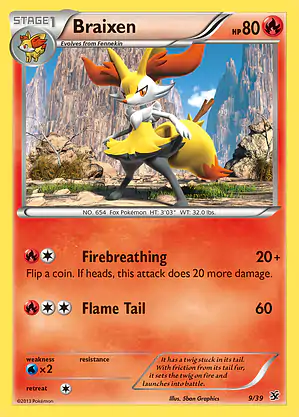 STAGE1
Braixen
HP80
Evolves from Fennekin
NO. 654 Fox Pokémon HT: 3'03" WT: 32.0 lbs.
Firebreathing 20+
Flip a coin. If heads, this attack does 20 more damage.
Flame Tail 60
weakness resistance
×2
It has a twig stuck in its tail.
With friction from its tail fur,
it sets the twig on fire and
launches into battle.
retreat
©2013 Pokémon
Illus. 5ban Graphics
9/39